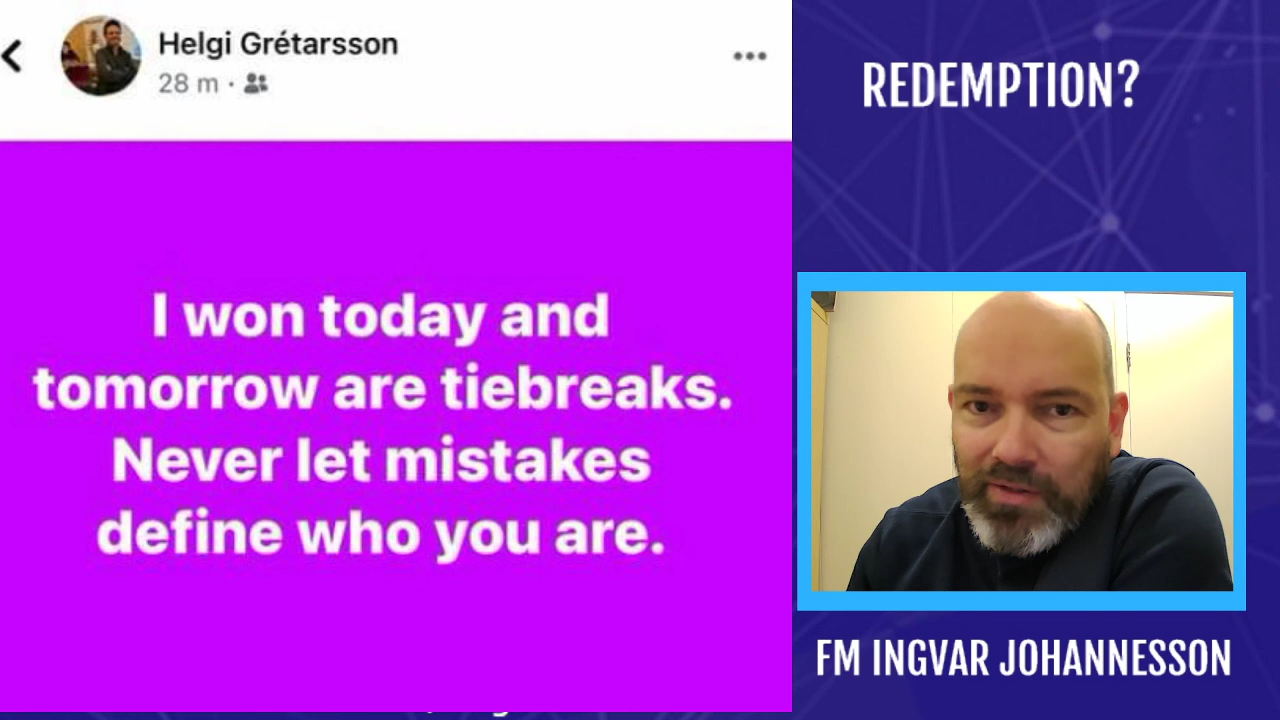 Helgi Grétarsson
28 m ·
I won today and
tomorrow are tiebreaks.
Never let mistakes
define who you are.
REDEMPTION?
FM INGVAR JOHANNESSON